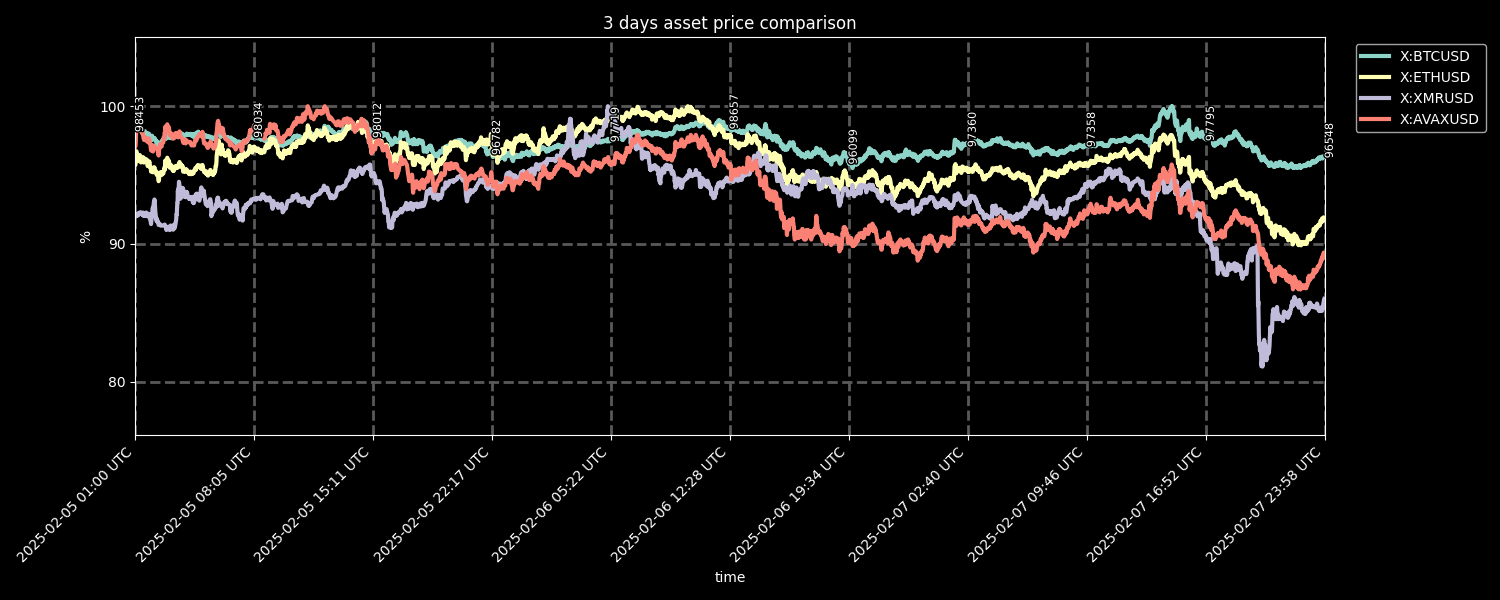 3 days asset price comparison
X:BTCUSD
X:ETHUSD
X:XMRUSD
X:AVAXUSD
%
100
90
80
98453
98034
98012
96782
98657
96099
97360
97358
97795
96348
2025-02-05 01:00 UTC
2025-02-05 08:05 UTC
2025-02-05 15:11 UTC
2025-02-05 22:17 UTC
2025-02-06 05:22 UTC
2025-02-06 12:28 UTC
2025-02-06 19:34 UTC
2025-02-07 02:40 UTC
2025-02-07 09:46 UTC
2025-02-07 16:52 UTC
2025-02-07 23:58 UTC
time